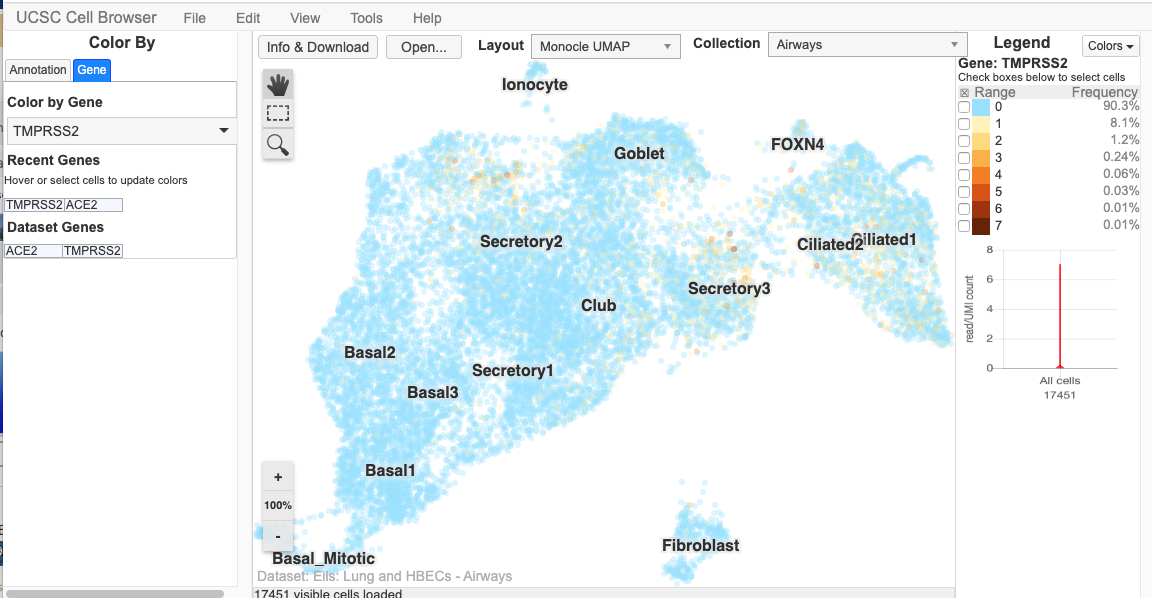 UCSC Cell Browser File Edit View Tools Help
Color By
Annotation Gene
Color by Gene
TMPRSS2
Recent Genes
Hover or select cells to update colors
TMPRSS2 ACE2
Dataset Genes
ACE2 TMPRSS2
Info & Download Open... Layout Monocle UMAP Collection Airways
Ionocyte
Goblet
FOXN4
Secretory2
Ciliated2
Ciliated1
Secretory3
Club
Basal2
Secretory1
Basal3
Basal1
Fibroblast
Basal_Mitotic
+
100%
-
Dataset: Eils: Lung and HBECs - Airways
17451 visible cells loaded
Legend Colors
Gene: TMPRSS2
Check boxes below to select cells
Range Frequency
0 90.3%
1 8.1%
2 1.2%
3 0.24%
4 0.06%
5 0.03%
6 0.01%
7 0.01%
8
6
4
2
0
read/UMI count
All cells
17451